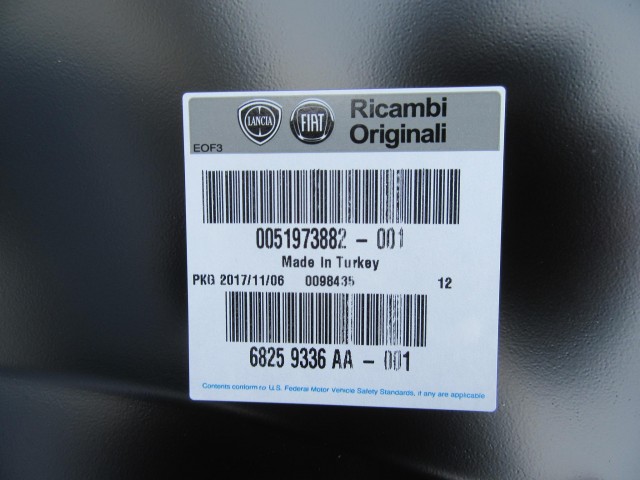 LANCIA FIAT Ricambi
Originali
EOF3
0051973882-001
Made In Turkey
PKG 2017/11/06 0098435 12
6825 9336 AA-001
Contents conform to U.S. Federal Motor Vehicle Safety Standards, if any are applicable